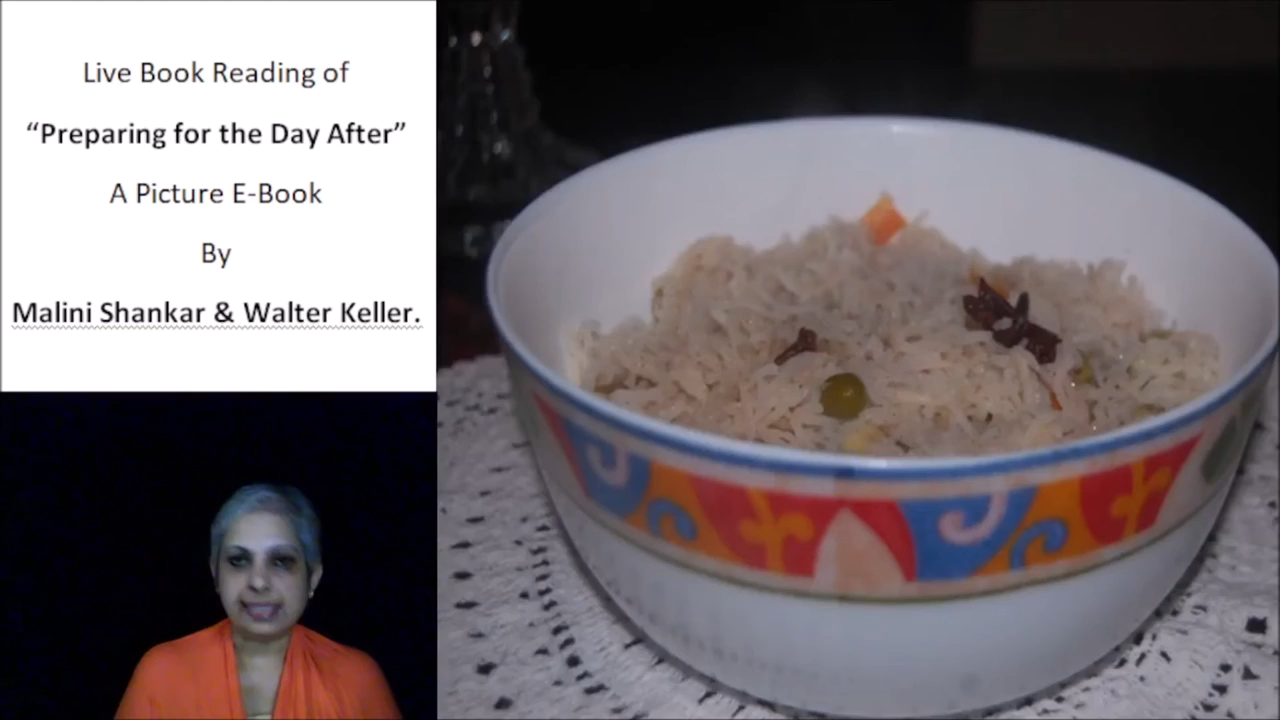 Live Book Reading of
“Preparing for the Day After”
A Picture E-Book
By
Malini Shankar & Walter Keller.